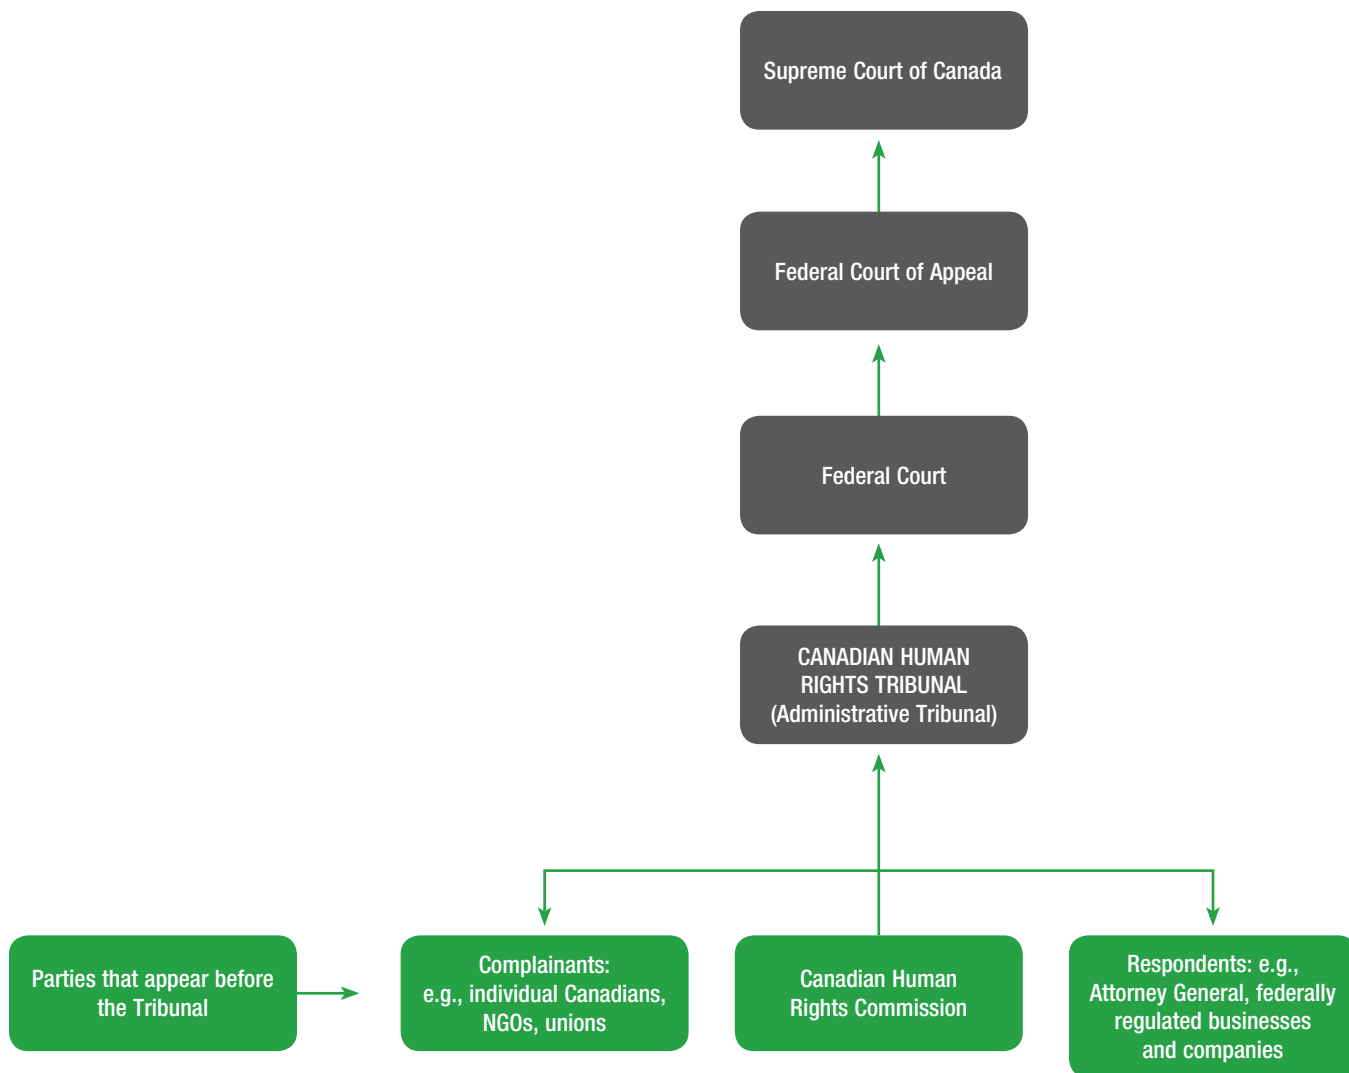 Supreme Court of Canada
Federal Court of Appeal
Federal Court
CANADIAN HUMAN
RIGHTS TRIBUNAL
(Administrative Tribunal)
Parties that appear before
the Tribunal
Complainants:
e.g., individual Canadians,
NGOs, unions
Canadian Human
Rights Commission
Respondents: e.g.,
Attorney General, federally
regulated businesses
and companies